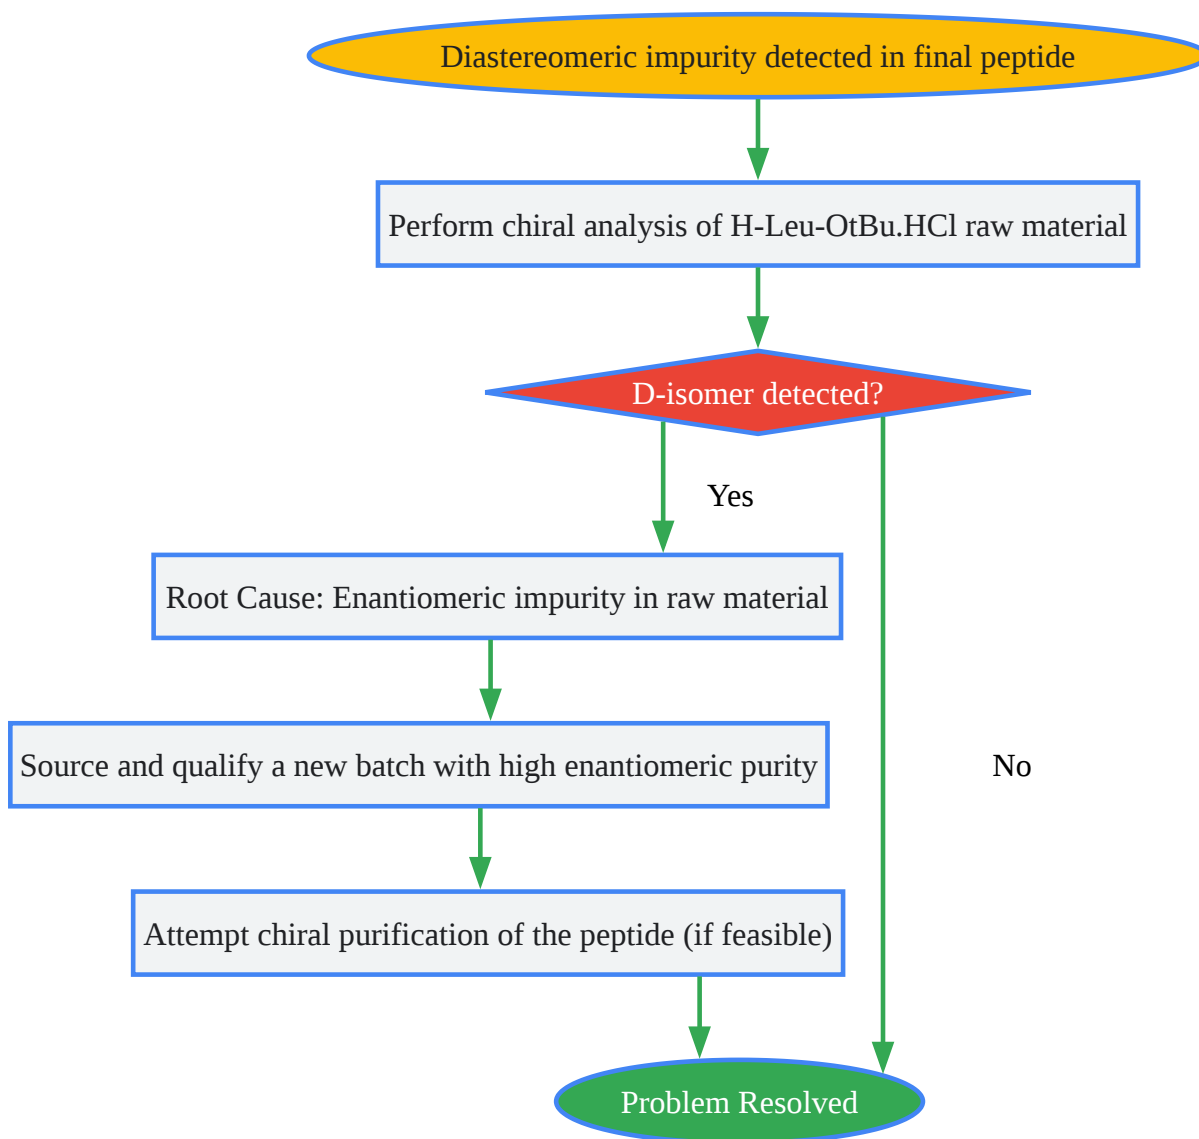 Diastereomeric impurity detected in final peptide
Perform chiral analysis of H-Leu-OtBu.HCl raw material
D-isomer detected?
Yes
Root Cause: Enantiomeric impurity in raw material
Source and qualify a new batch with high enantiomeric purity
No
Attempt chiral purification of the peptide (if feasible)
Problem Resolved